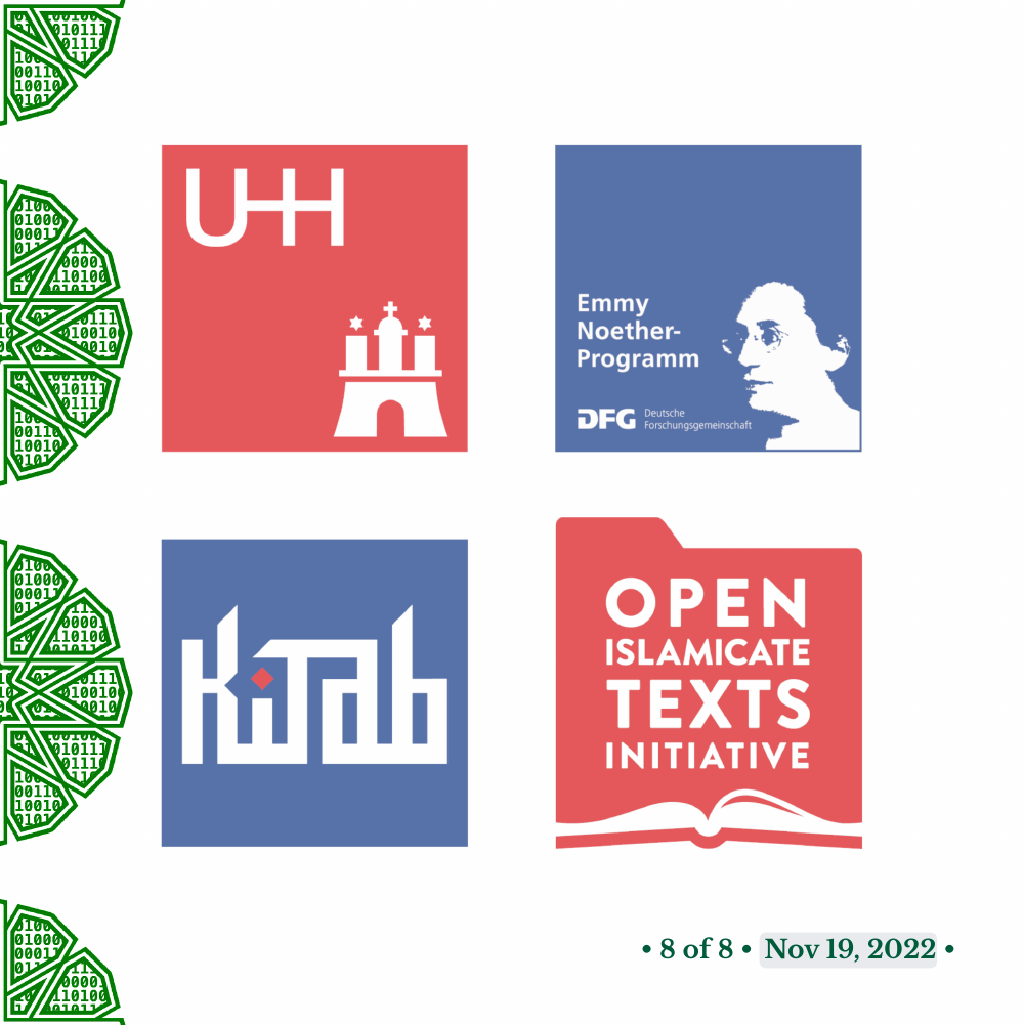 UHH
Emmy
Noether-
Programm
DFG Deutsche
Forschungsgemeinschaft
KITab
OPEN
ISLAMICATE
TEXTS
INITIATIVE
• 8 of 8 • Nov 19, 2022 •